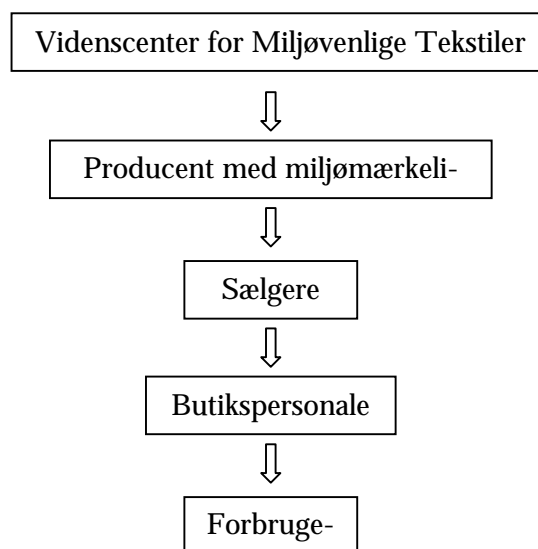 Videnscenter for Miljøvenlige Tekstiler
Producent med miljømærkeli-
Sælgere
Butikspersonale
Forbruge-